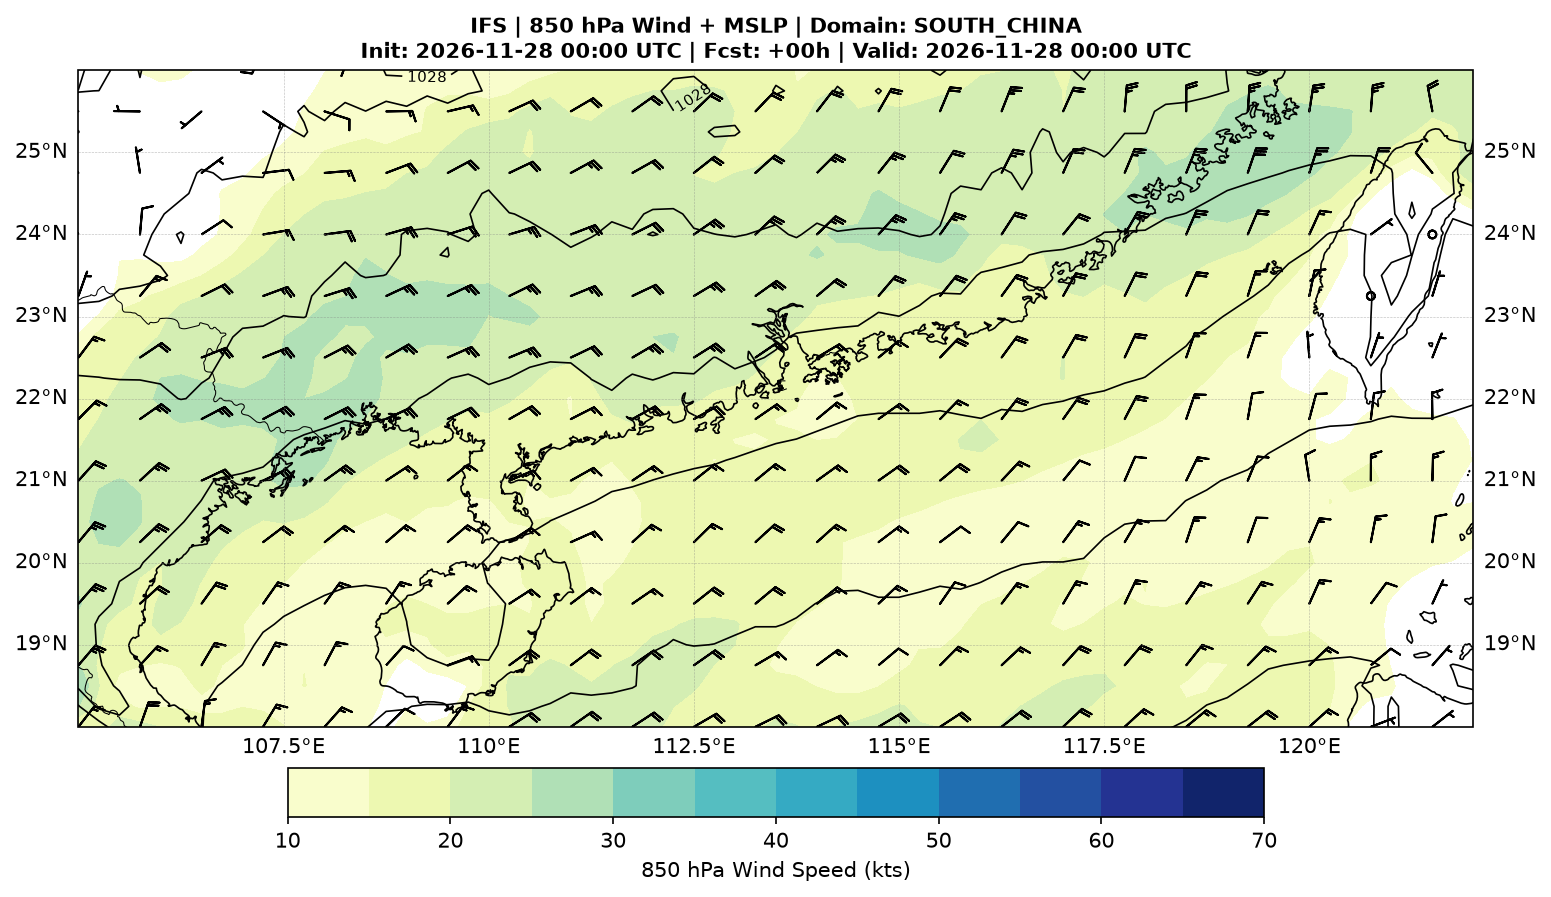 IFS | 850 hPa Wind + MSLP | Domain: SOUTH_CHINA
Init: 2026-11-28 00:00 UTC | Fcst: +00h | Valid: 2026-11-28 00:00 UTC
1028
1028
25°N 25°N
24°N 24°N
23°N 23°N
22°N 22°N
21°N 21°N
20°N 20°N
19°N 19°N
107.5°E 110°E 112.5°E 115°E 117.5°E 120°E
10 20 30 40 50 60 70
850 hPa Wind Speed (kts)